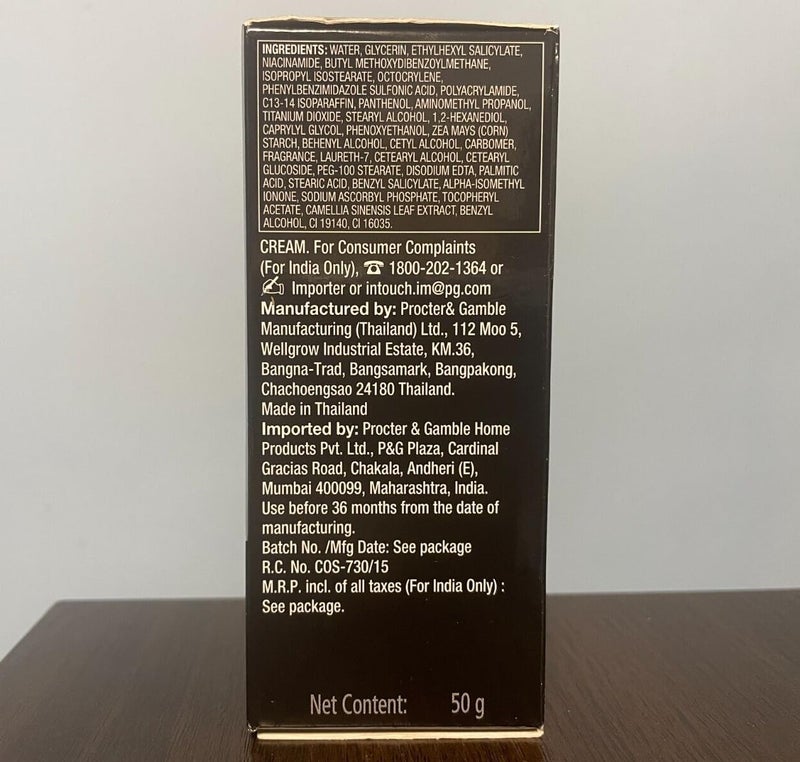 INGREDIENTS: WATER, GLYCERIN, ETHYLHEXYL SALICYLATE,
NIACINAMIDE, BUTYL METHOXYDIBENZOYLMETHANE,
ISOPROPYL ISOSTEARATE, OCTOCRYLENE,
PHENYLBENZIMIDAZOLE SULFONIC ACID, POLYACRYLAMIDE,
C13-14 ISOPARAFFIN, PANTHENOL, AMINOMETHYL PROPANOL,
TITANIUM DIOXIDE, STEARYL ALCOHOL, 1,2-HEXANEDIOL,
CAPRYLYL GLYCOL, PHENOXYETHANOL, ZEA MAYS (CORN)
STARCH, BEHENYL ALCOHOL, CETYL ALCOHOL, CARBOMER,
FRAGRANCE, LAURETH-7, CETEARYL ALCOHOL, CETEARYL
GLUCOSIDE, PEG-100 STEARATE, DISODIUM EDTA, PALMITIC
ACID, STEARIC ACID, BENZYL SALICYLATE, ALPHA-ISOMETHYL
IONONE, SODIUM ASCORBYL PHOSPHATE, TOCOPHERYL
ACETATE, CAMELLIA SINENSIS LEAF EXTRACT, BENZYL
ALCOHOL, CI 19140, CI 16035.
CREAM. For Consumer Complaints
(For India Only), ☎ 1800-202-1364 or
✍ Importer or intouch.im@pg.com
Manufactured by: Procter& Gamble
Manufacturing (Thailand) Ltd., 112 Moo 5,
Wellgrow Industrial Estate, KM.36,
Bangna-Trad, Bangsamark, Bangpakong,
Chachoengsao 24180 Thailand.
Made in Thailand
Imported by: Procter & Gamble Home
Products Pvt. Ltd., P&G Plaza, Cardinal
Gracias Road, Chakala, Andheri (E),
Mumbai 400099, Maharashtra, India.
Use before 36 months from the date of
manufacturing.
Batch No. /Mfg Date: See package
R.C. No. COS-730/15
M.R.P. incl. of all taxes (For India Only) :
See package.
Net Content: 50 g